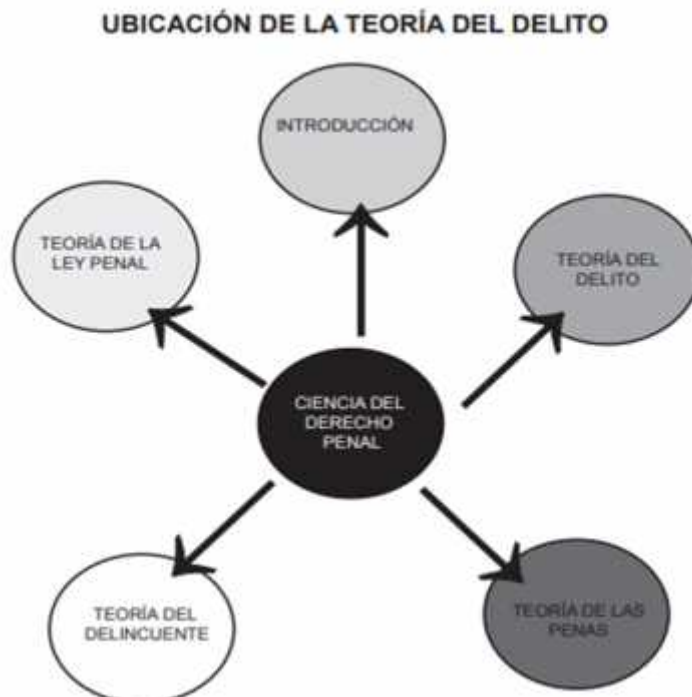 UBICACIÓN DE LA TEORÍA DEL DELITO
INTRODUCCIÓN
TEORÍA DE LA
LEY PENAL
TEORÍA DEL
DELITO
CIENCIA DEL
DERECHO
PENAL
TEORÍA DEL
DELINCUENTE
TEORÍA DE LAS
PENAS